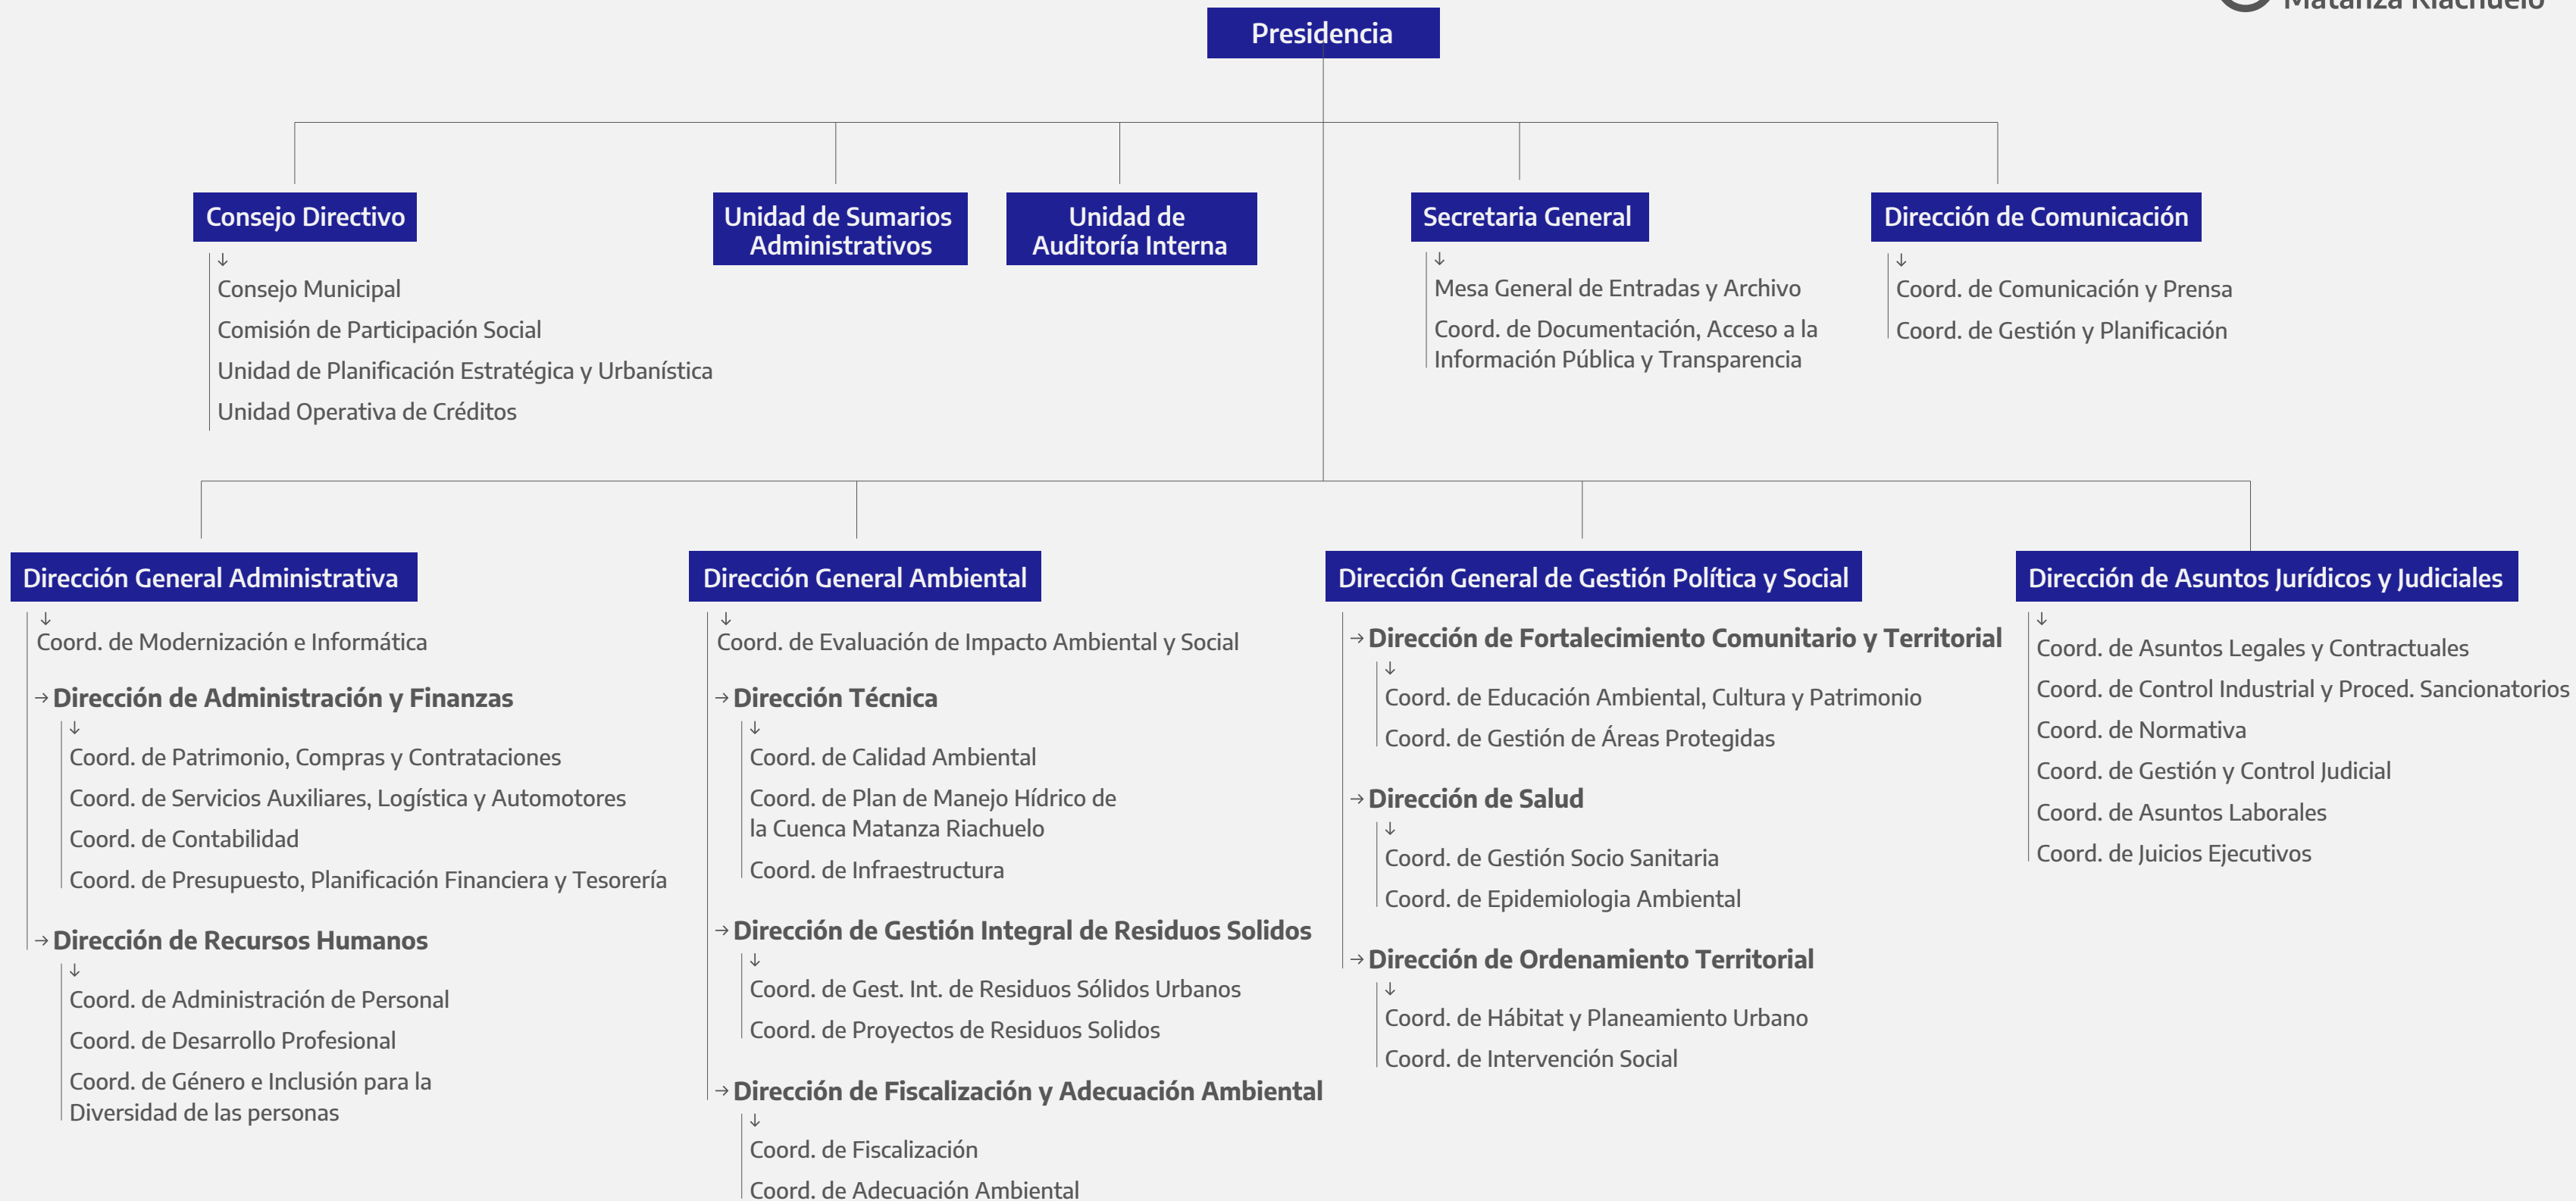 Matanza Riachuelo
Presidencia
Consejo Directivo
Consejo Municipal
Comisión de Participación Social
Unidad de Planificación Estratégica y Urbanística
Unidad Operativa de Créditos
Unidad de Sumarios
Administrativos
Unidad de
Auditoría Interna
Secretaria General
Mesa General de Entradas y Archivo
Coord. de Documentación, Acceso a la
Información Pública y Transparencia
Dirección de Comunicación
Coord. de Comunicación y Prensa
Coord. de Gestión y Planificación
Dirección General Administrativa
Coord. de Modernización e Informática
Dirección de Administración y Finanzas
Coord. de Patrimonio, Compras y Contrataciones
Coord. de Servicios Auxiliares, Logística y Automotores
Coord. de Contabilidad
Coord. de Presupuesto, Planificación Financiera y Tesorería
Dirección de Recursos Humanos
Coord. de Administración de Personal
Coord. de Desarrollo Profesional
Coord. de Género e Inclusión para la
Diversidad de las personas
Dirección General Ambiental
Coord. de Evaluación de Impacto Ambiental y Social
Dirección Técnica
Coord. de Calidad Ambiental
Coord. de Plan de Manejo Hídrico de
la Cuenca Matanza Riachuelo
Coord. de Infraestructura
Dirección de Gestión Integral de Residuos Solidos
Coord. de Gest. Int. de Residuos Sólidos Urbanos
Coord. de Proyectos de Residuos Solidos
Dirección de Fiscalización y Adecuación Ambiental
Coord. de Fiscalización
Coord. de Adecuación Ambiental
Dirección General de Gestión Política y Social
Dirección de Fortalecimiento Comunitario y Territorial
Coord. de Educación Ambiental, Cultura y Patrimonio
Coord. de Gestión de Áreas Protegidas
Dirección de Salud
Coord. de Gestión Socio Sanitaria
Coord. de Epidemiologia Ambiental
Dirección de Ordenamiento Territorial
Coord. de Hábitat y Planeamiento Urbano
Coord. de Intervención Social
Dirección de Asuntos Jurídicos y Judiciales
Coord. de Asuntos Legales y Contractuales
Coord. de Control Industrial y Proced. Sancionatorios
Coord. de Normativa
Coord. de Gestión y Control Judicial
Coord. de Asuntos Laborales
Coord. de Juicios Ejecutivos